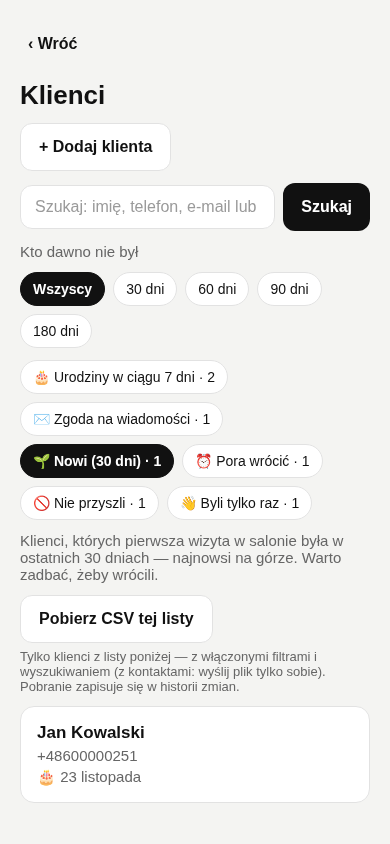 ‹ Wróć
Klienci
+ Dodaj klienta
Szukaj: imię, telefon, e-mail lub
Szukaj
Kto dawno nie był
Wszyscy 30 dni 60 dni 90 dni
180 dni
🎂 Urodziny w ciągu 7 dni · 2
✉️ Zgoda na wiadomości · 1
🌱 Nowi (30 dni) · 1 ⏰ Pora wrócić · 1
🚫 Nie przyszli · 1 👋 Byli tylko raz · 1
Klienci, których pierwsza wizyta w salonie była w
ostatnich 30 dniach — najnowsi na górze. Warto
zadbać, żeby wrócili.
Pobierz CSV tej listy
Tylko klienci z listy poniżej — z włączonymi filtrami i
wyszukiwaniem (z kontaktami: wyślij plik tylko sobie).
Pobranie zapisuje się w historii zmian.
Jan Kowalski
+48600000251
🎂 23 listopada